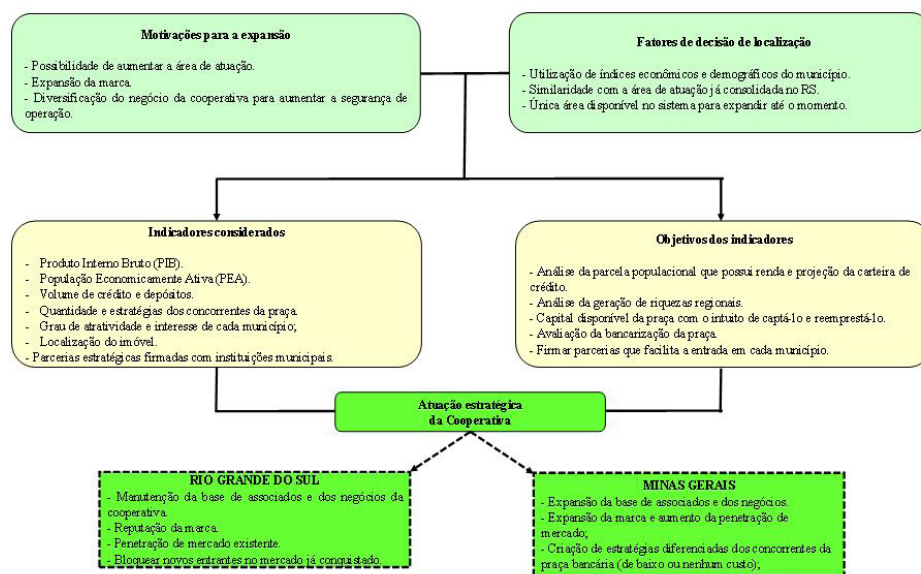 Motivações para a expansão
- Possibilidade de aumentar a área de atuação.
- Expansão da marca.
- Diversificação do negócio da cooperativa para aumentar a segurança de
operação.
Fatores de decisão de localização
- Utilização de índices econômicos e demográficos do município.
- Similaridade com a área de atuação já consolidada no RS.
- Única área disponível no sistema para expandir até o momento.
Indicadores considerados
- Produto Interno Bruto (PIB).
- População Economicamente Ativa (PEA).
- Volume de crédito e depósitos.
- Quantidade e estratégias dos concorrentes da praça.
- Grau de atratividade e interesse de cada município;
- Localização do imóvel.
- Parcerias estratégicas firmadas com instituições municipais.
Objetivos dos indicadores
- Análise da parcela populacional que possui renda e projeção da carteira de
crédito.
- Análise da geração de riquezas regionais.
- Capital disponível da praça com o intuito de captá-lo e reemprestá-lo.
- Avaliação da bancarização da praça.
- Firmar parcerias que facilita a entrada em cada município.
Atuação estratégica
da Cooperativa
RIO GRANDE DO SUL
- Manutenção da base de associados e dos negócios da
cooperativa.
- Reputação da marca.
- Penetração de mercado existente.
- Bloquear novos entrantes no mercado já conquistado.
MINAS GERAIS
- Expansão da base de associados e dos negócios.
- Expansão da marca e aumento da penetração de
mercado;
- Criação de estratégias diferenciadas dos concorrentes da
praça bancária (de baixo ou nenhum custo);